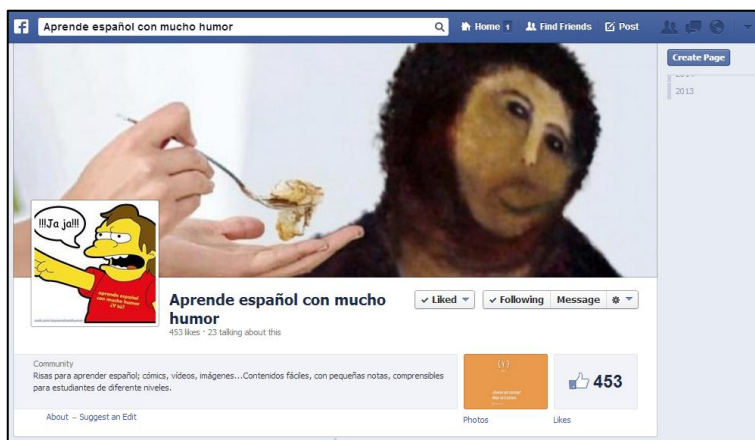 Aprende español con mucho humor
Home 1 Find Friends Post
Create Page
2013
!!!Ja ja!!!
aprende español
con mucho humor
¿Y tú?
Aprende español con mucho
humor
453 likes · 23 talking about this
Liked
Following Message
Community
Risas para aprender español; cómics, vídeos, imágenes...Contenidos fáciles, con pequeñas notas, comprensibles
para estudiantes de diferente niveles.
453
About – Suggest an Edit
Photos
Likes